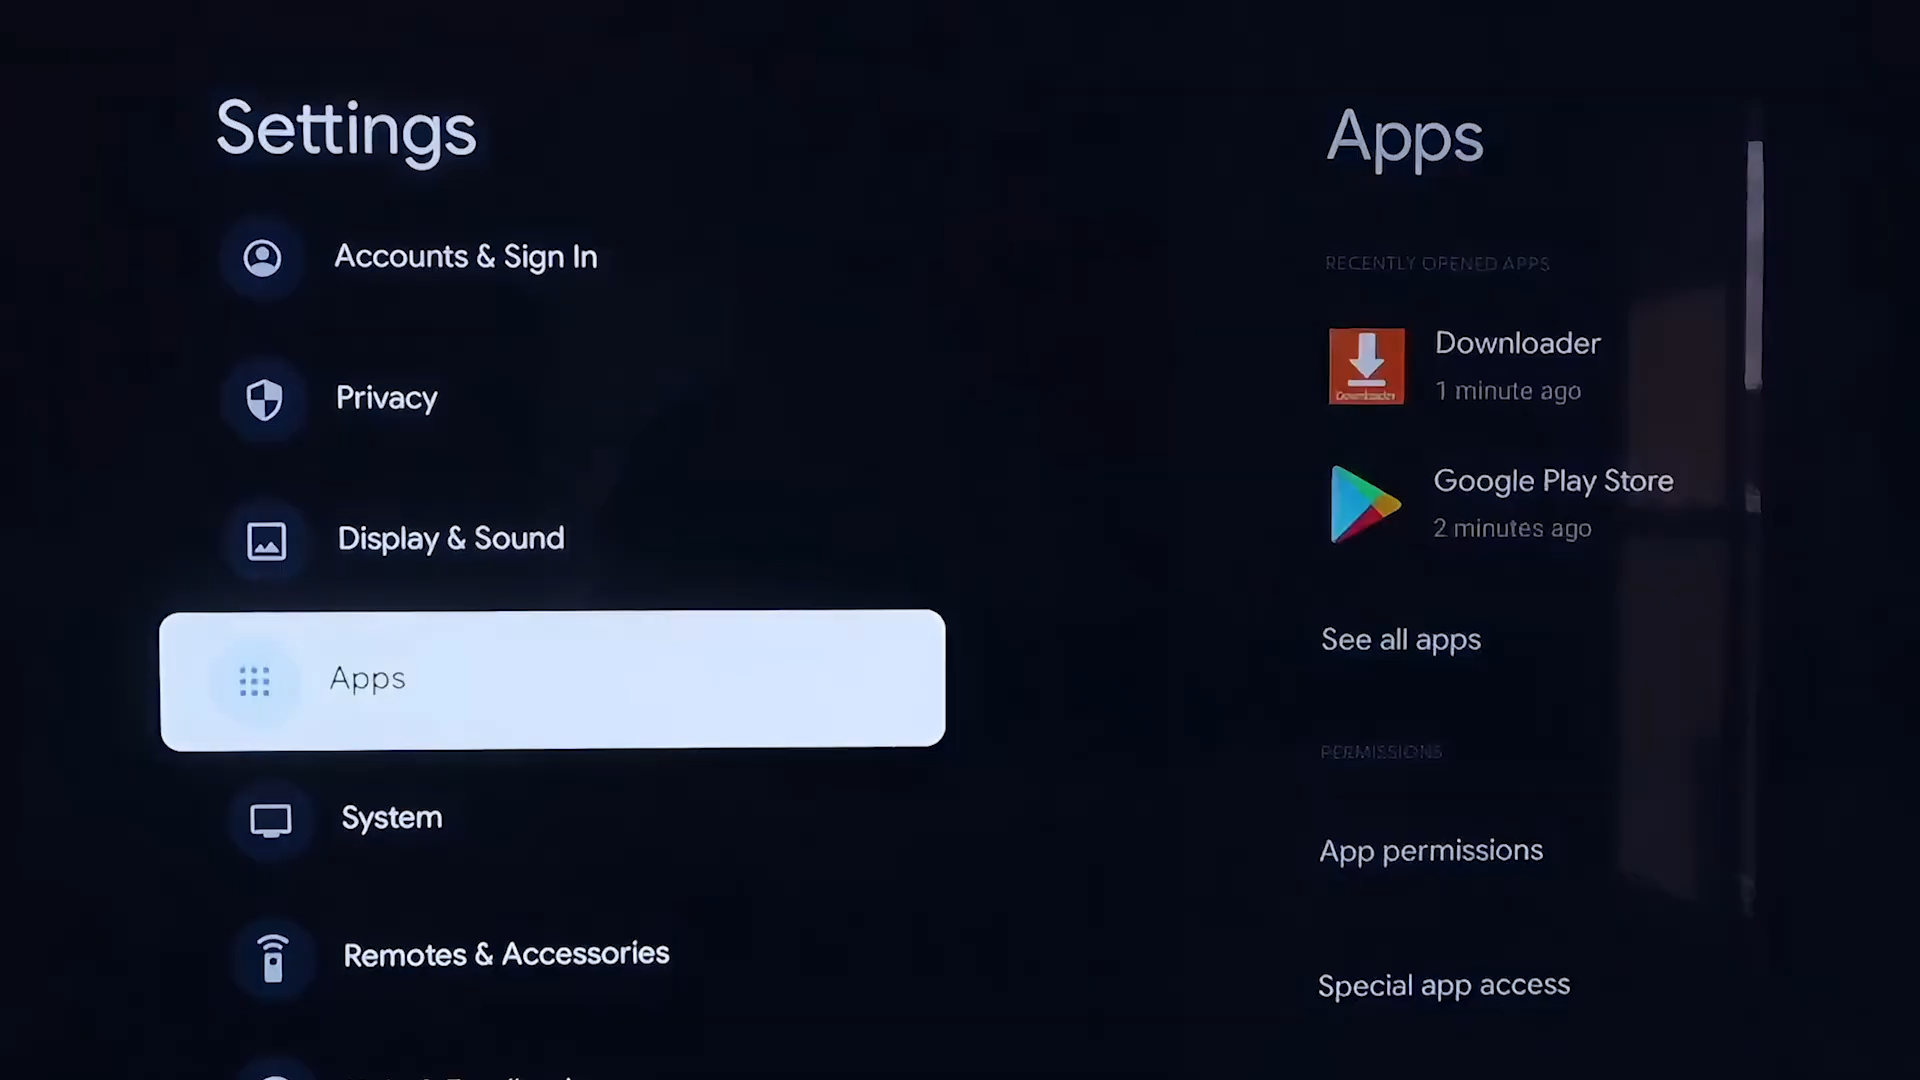 Settings
Accounts & Sign In
Privacy
Display & Sound
Apps
System
Remotes & Accessories
Apps
RECENTLY OPENED APPS
Downloader
1 minute ago
Downloader
Google Play Store
2 minutes ago
See all apps
PERMISSIONS
App permissions
Special app access